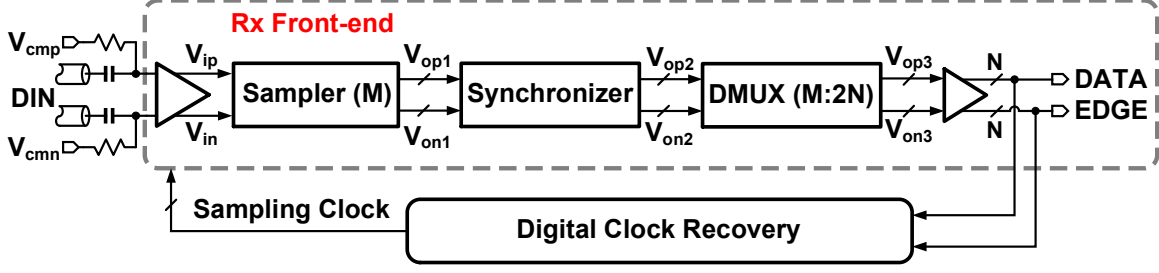 Rx Front-end
Vcmp
DIN
Vcmn
Vip
Vin
Sampler (M)
Vop1
Von1
Synchronizer
Vop2
Von2
DMUX (M:2N)
Vop3
Von3
N
N
DATA
EDGE
Sampling Clock
Digital Clock Recovery